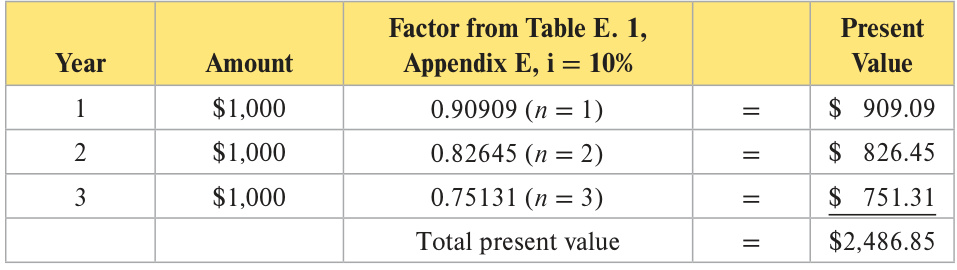 Factor from Table E. 1, Present
Year Amount Appendix E, i = 10% Value
1 $1,000 0.90909 (n = 1) = $ 909.09
2 $1,000 0.82645 (n = 2) = $ 826.45
3 $1,000 0.75131 (n = 3) = $ 751.31
Total present value = $2,486.85